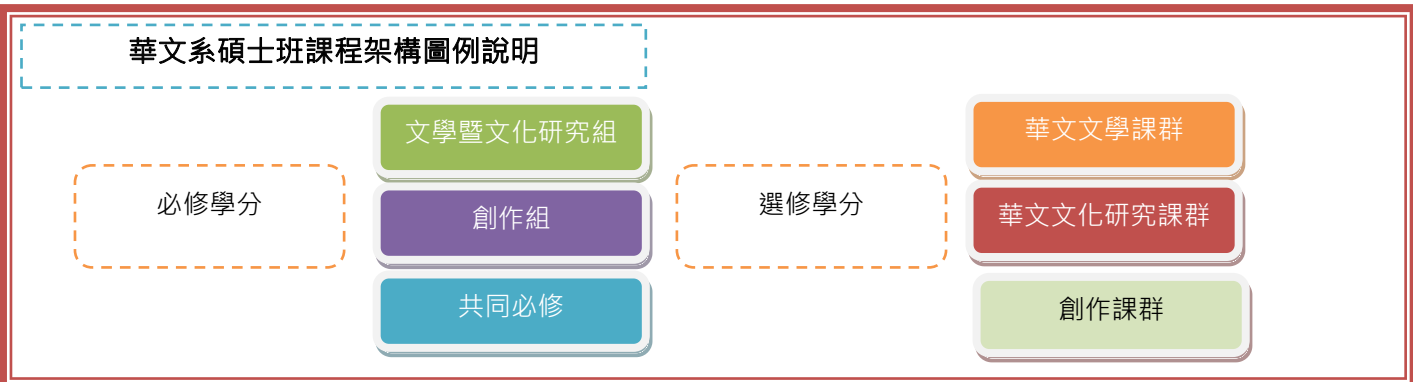 華文系碩士班課程架構圖例說明
必修學分
文學暨文化研究組
創作組
共同必修
選修學分
華文文學課群
華文文化研究課群
創作課群